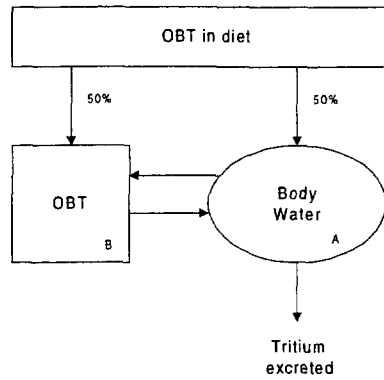 OBT in diet
50%
50%
OBT
B
Body
Water
A
Tritium
excreted